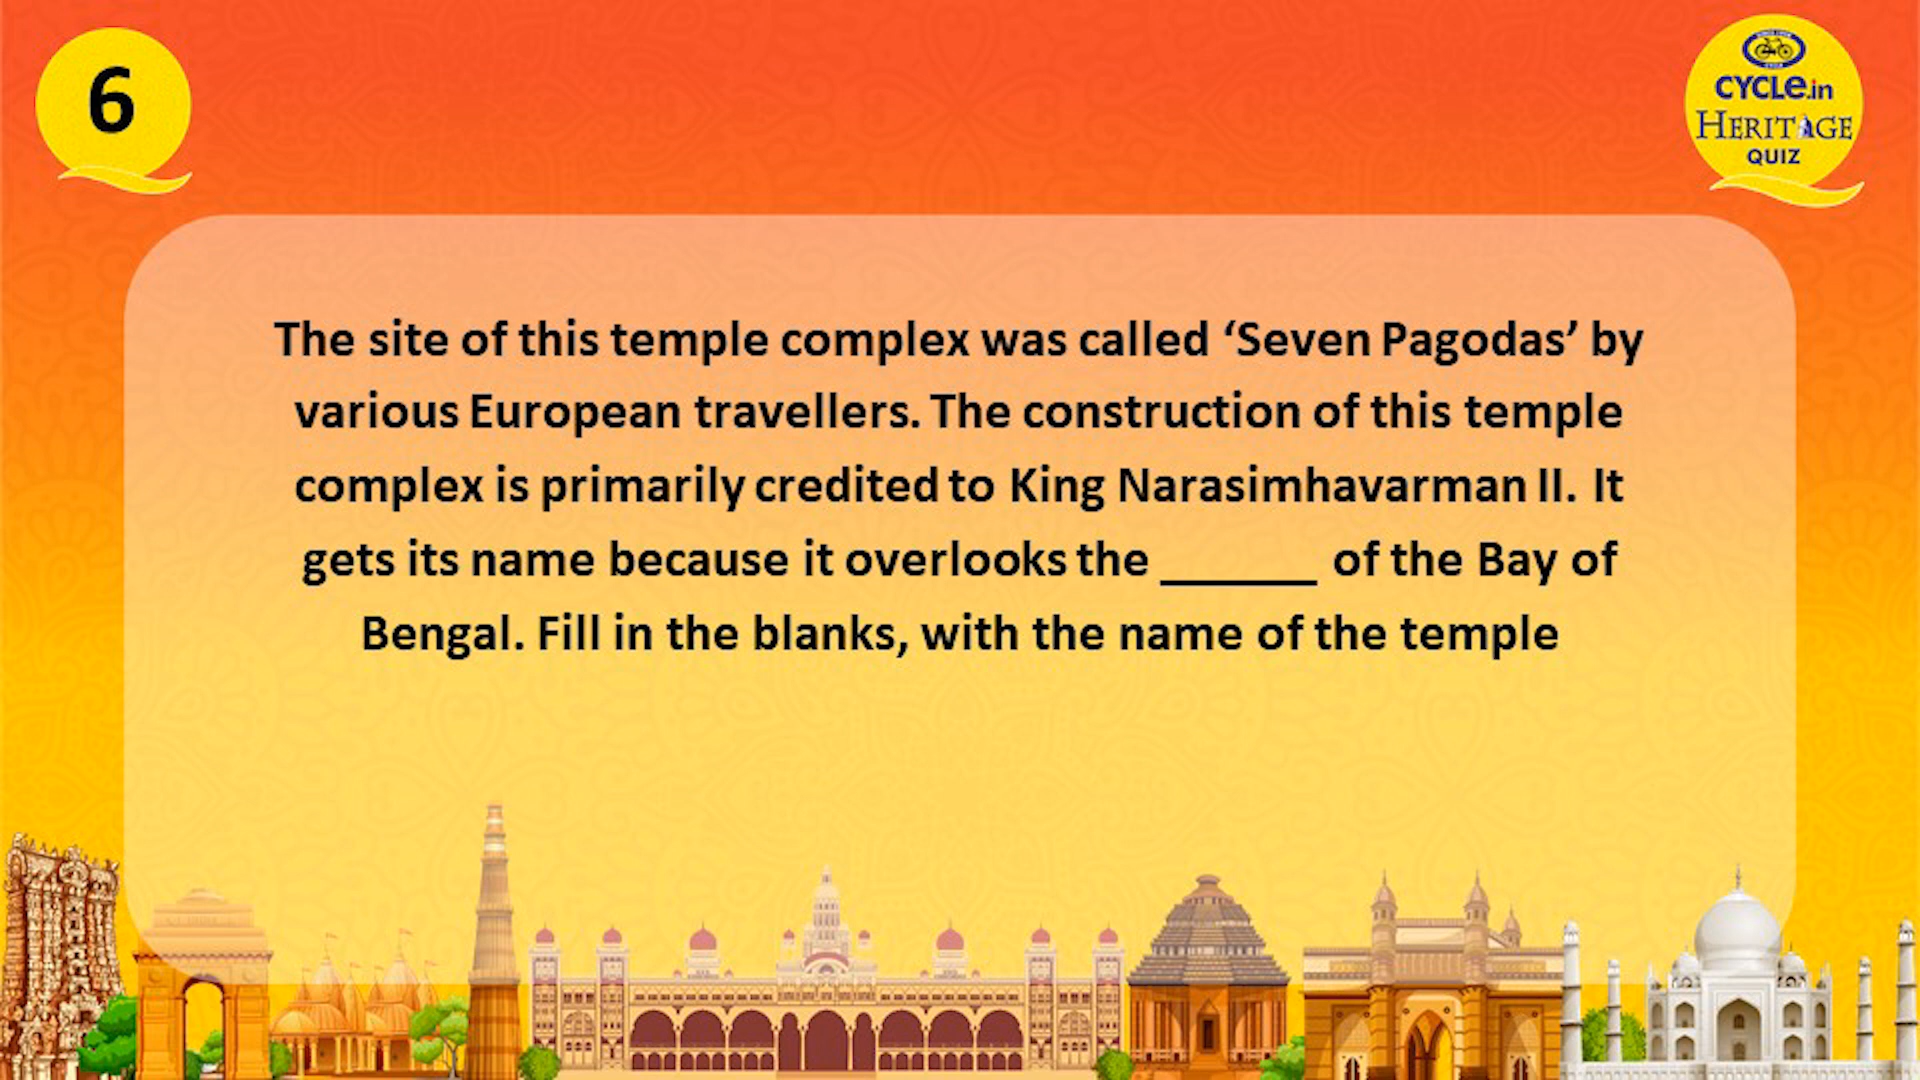 6
CYCLE.in
HERITAGE
QUIZ
The site of this temple complex was called ‘Seven Pagodas’ by
various European travellers. The construction of this temple
complex is primarily credited to King Narasimhavarman II. It
gets its name because it overlooks the ______ of the Bay of
Bengal. Fill in the blanks, with the name of the temple